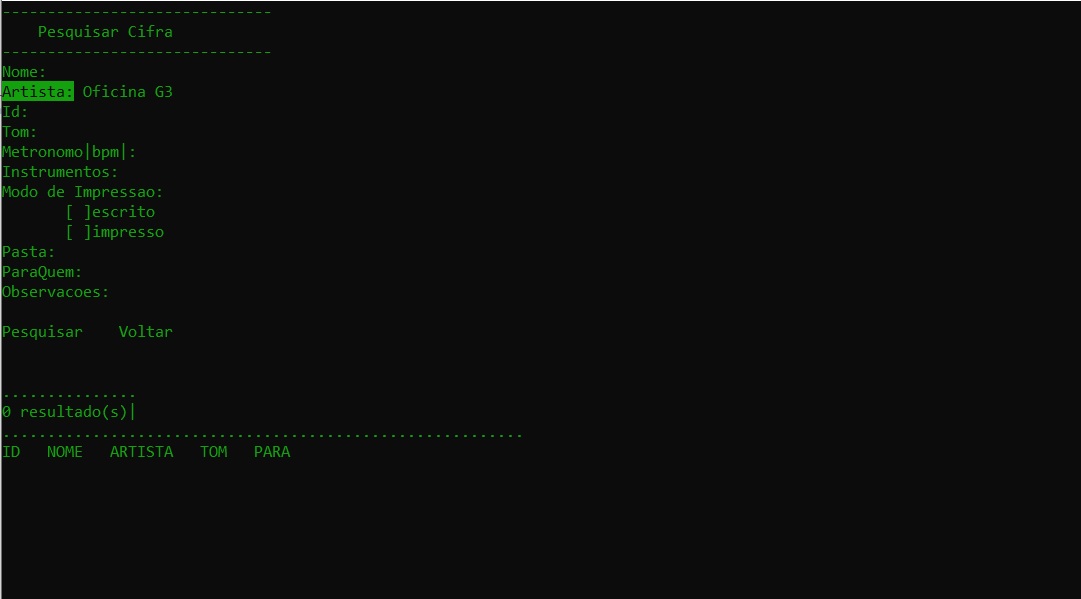 ------------------------------
    Pesquisar Cifra
------------------------------
Nome:
Artista: Oficina G3
Id:
Tom:
Metronomo|bpm|:
Instrumentos:
Modo de Impressao:
       [ ]escrito
       [ ]impresso
Pasta:
ParaQuem:
Observacoes:
Pesquisar    Voltar
...............
0 resultado(s)|
..........................................................
ID   NOME   ARTISTA   TOM   PARA